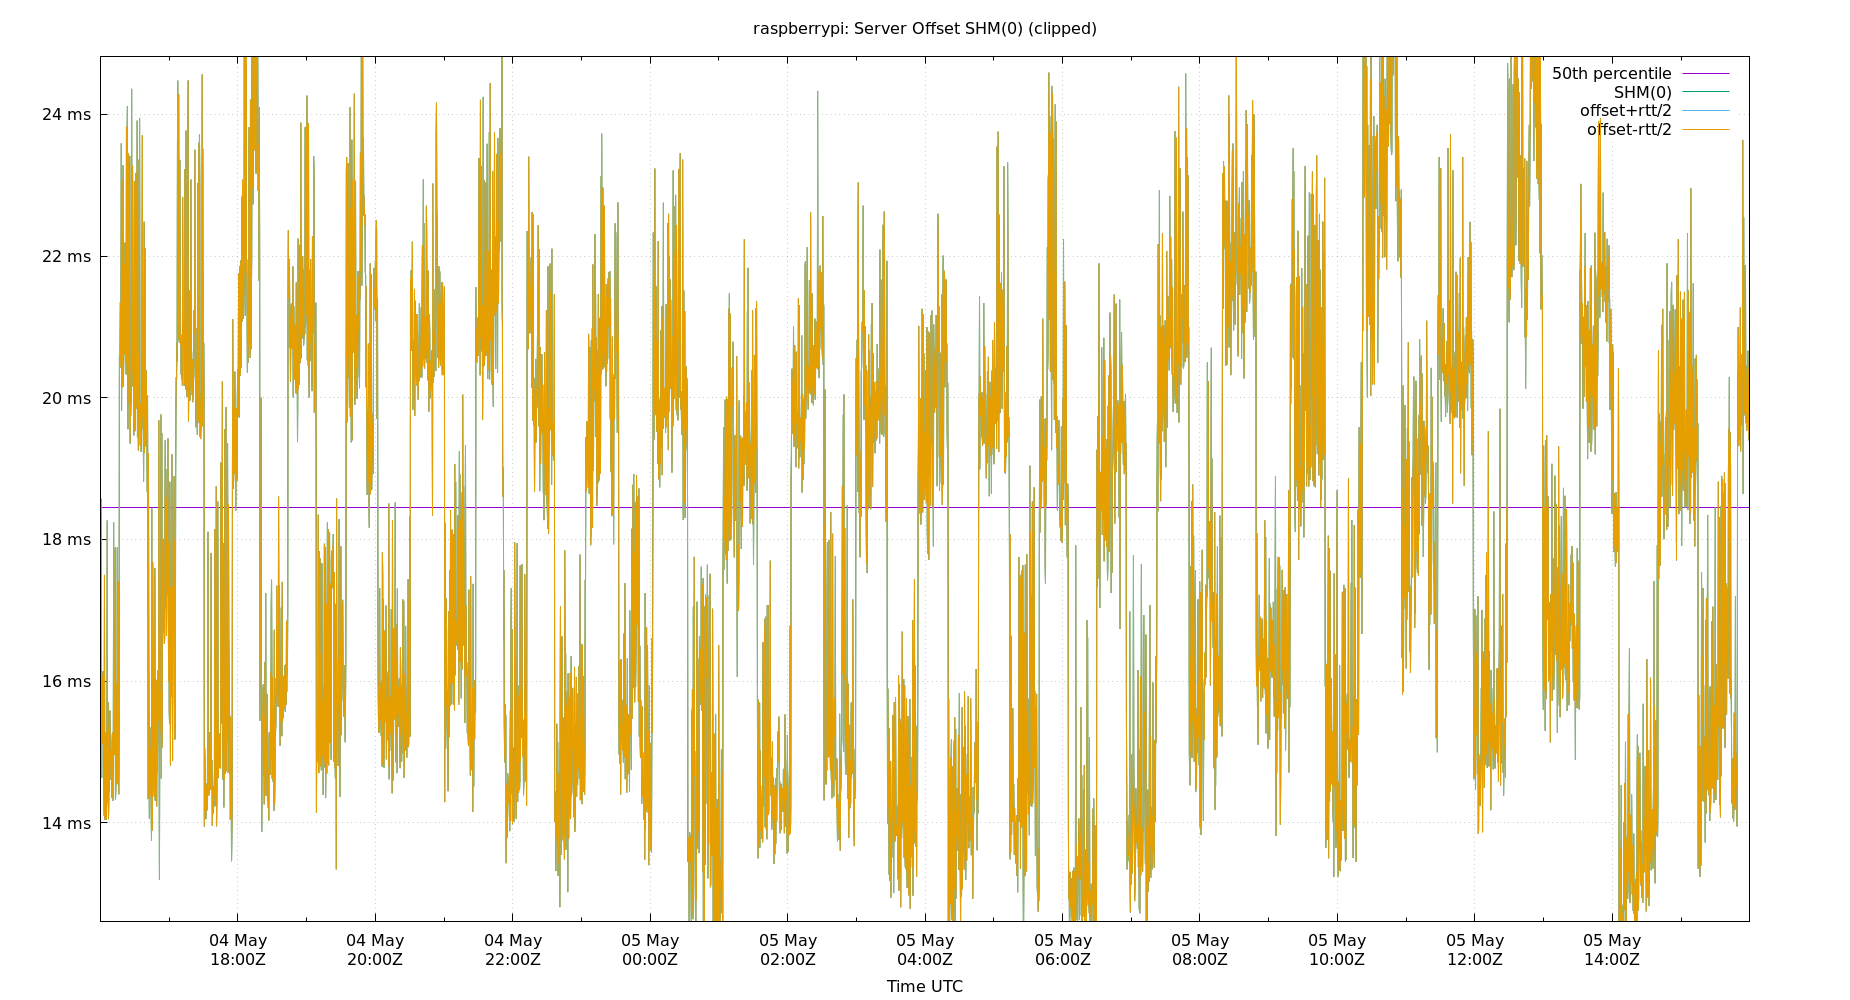 raspberrypi: Server Offset SHM(0) (clipped)
50th percentile
SHM(0)
offset+rtt/2
offset-rtt/2
24 ms
22 ms
20 ms
18 ms
16 ms
14 ms
04 May 04 May 04 May 05 May 05 May 05 May 05 May 05 May 05 May 05 May 05 May
18:00Z 20:00Z 22:00Z 00:00Z 02:00Z 04:00Z 06:00Z 08:00Z 10:00Z 12:00Z 14:00Z
Time UTC